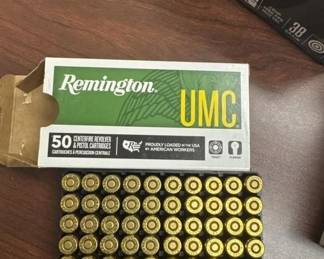 Remington®
UMC®
50 CENTERFIRE REVOLVER
& PISTOL CARTRIDGES
CARTOUCHES A PERCUSSION CENTRALE
PROUDLY LOADED IN THE USA
BY AMERICAN WORKERS
TARGET
38